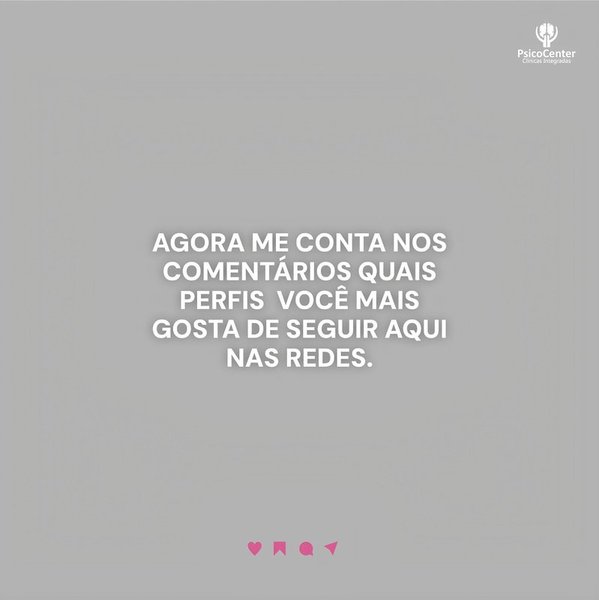 PsicoCenter
Clínicas Integradas
AGORA ME CONTA NOS
COMENTÁRIOS QUAIS
PERFIS  VOCÊ MAIS
GOSTA DE SEGUIR AQUI
NAS REDES.